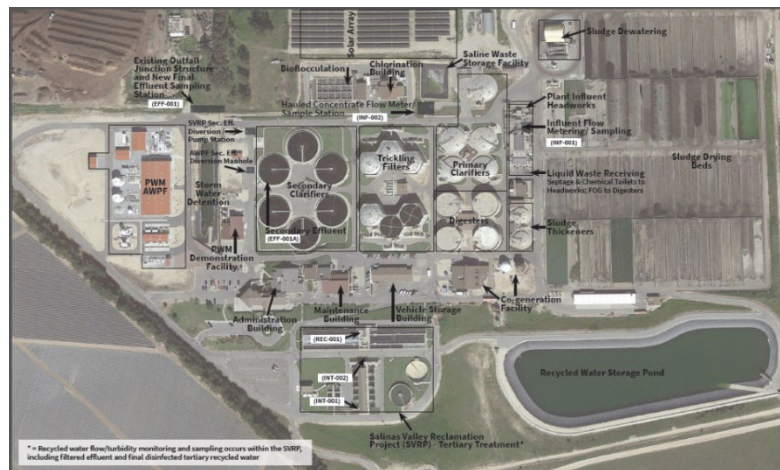 Solar Array
Sludge Dewatering
Existing Outfall
Junction Structure
and New Final
Effluent Sampling
Station
(EFF-001)
Bioflocculation
Chlorination
Building
Saline Waste
Storage Facility
Hauled Concentrate Flow Meter/
Sample Station
(INF-002)
Plant Influent
Headworks
Influent Flow
Metering/ Sampling
(INF-001)
SVRP Sec. Eff.
Diversion
Pump Station
AWPF Sec. Eff.
Diversion Manhole
PWM
AWPF
Storm
Water
Detention
Secondary
Clarifiers
Trickling
Filters
Primary
Clarifiers
Sludge Drying
Beds
Liquid Waste Receiving
Septage & Chemical Toilets to
Headworks; FOG to Digesters
Digesters
Sludge
Thickeners
Secondary Effluent
(EFF-001A)
PWM
Demonstration
Facility
Administration
Building
Maintenance
Building
Vehicle Storage
Building
Co-generation
Facility
(REC-001)
(INT-002)
(INT-001)
Recycled Water Storage Pond
Salinas Valley Reclamation
Project (SVRP) - Tertiary Treatment*
* = Recycled water flow/turbidity monitoring and sampling occurs within the SVRP,
including filtered effluent and final disinfected tertiary recycled water